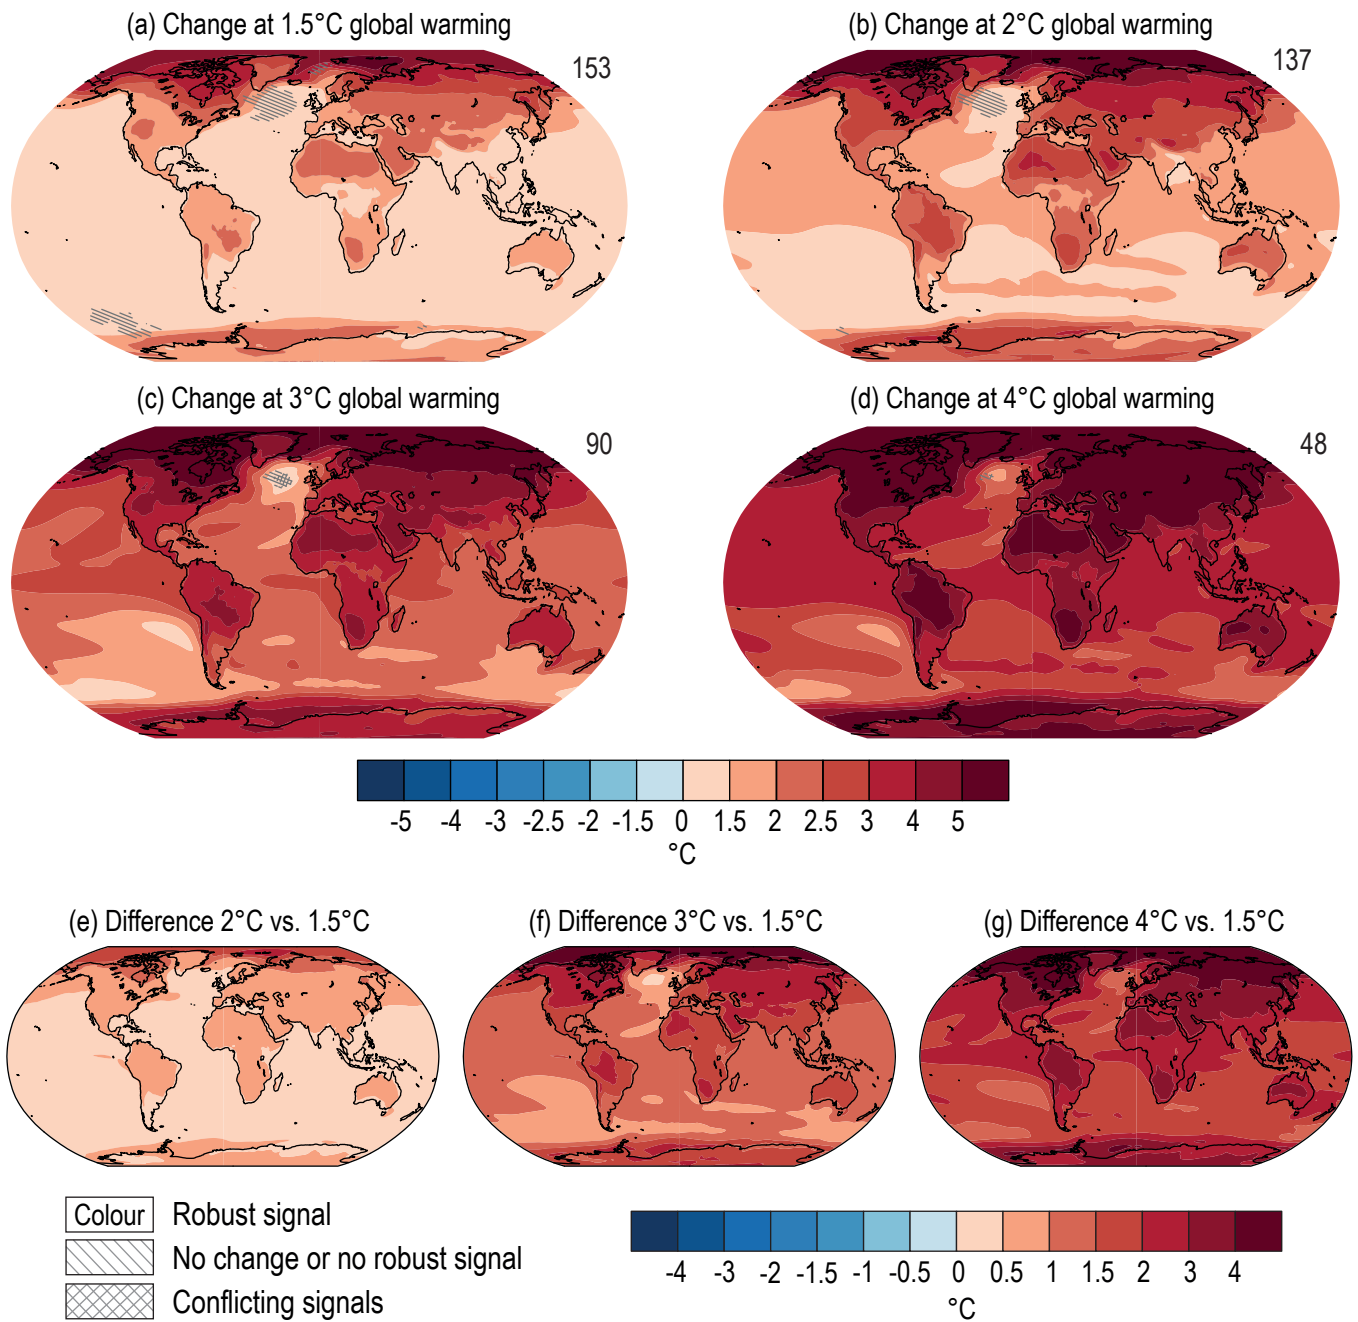 (a) Change at 1.5°C global warming
(b) Change at 2°C global warming
153
137
(c) Change at 3°C global warming
(d) Change at 4°C global warming
90
48
-5 -4 -3 -2.5 -2 -1.5 0 1.5 2 2.5 3 4 5
°C
(e) Difference 2°C vs. 1.5°C
(f) Difference 3°C vs. 1.5°C
(g) Difference 4°C vs. 1.5°C
Colour Robust signal
No change or no robust signal
Conflicting signals
-4 -3 -2 -1.5 -1 -0.5 0 0.5 1 2 3 4
°C